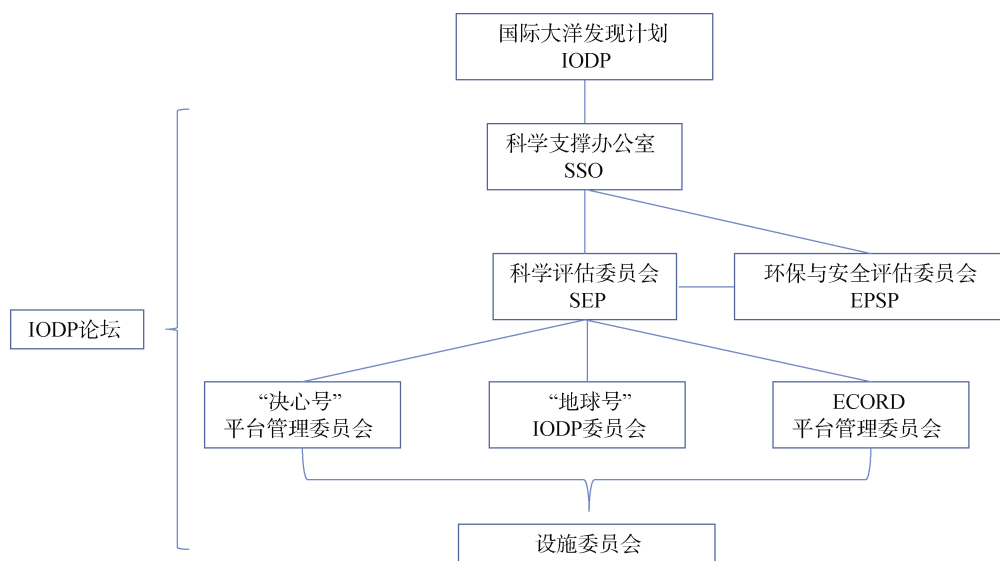 国际大洋发现计划
IODP
科学支撑办公室
SSO
科学评估委员会
SEP
环保与安全评估委员会
EPSP
IODP论坛
“决心号”
平台管理委员会
“地球号”
IODP委员会
ECORD
平台管理委员会
设施委员会